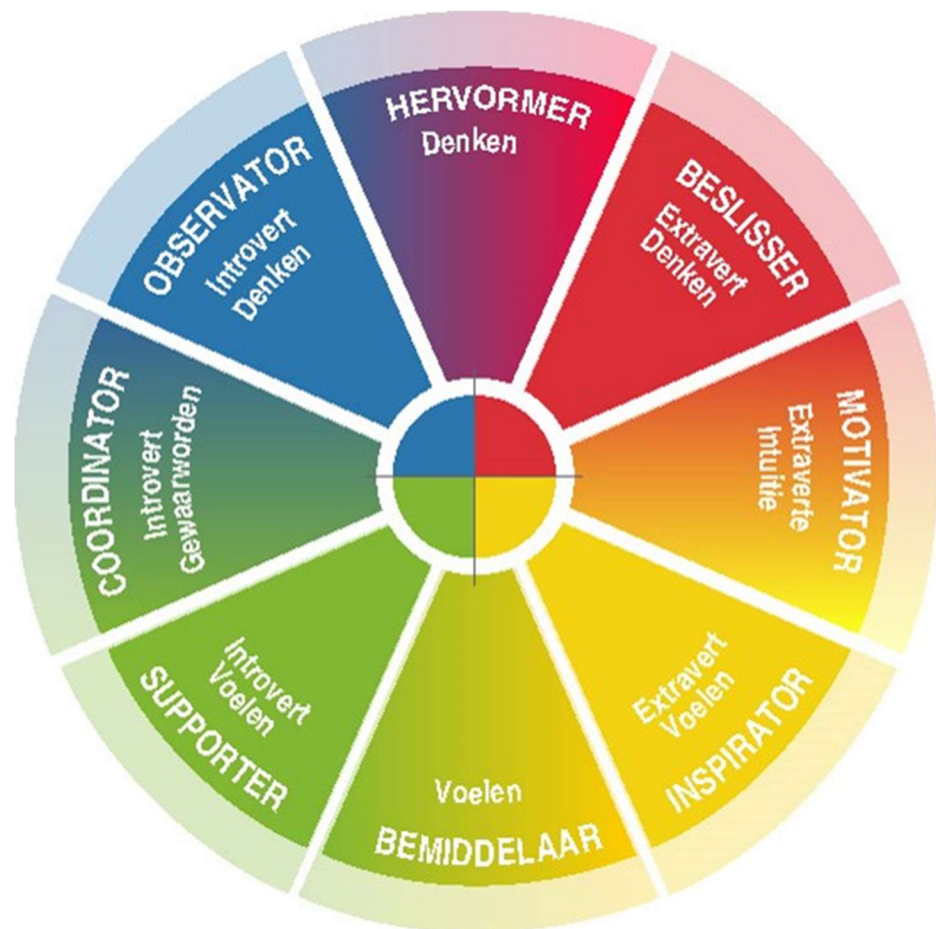 HERVORMER
Denken
BESLISSER
Extravert
Denken
MOTIVATOR
Extraverte
Intuïtie
INSPIRATOR
Extravert
Voelen
BEMIDDELAAR
Voelen
SUPPORTER
Introvert
Voelen
COORDINATOR
Introvert
Gewaarworden
OBSERVATOR
Introvert
Denken